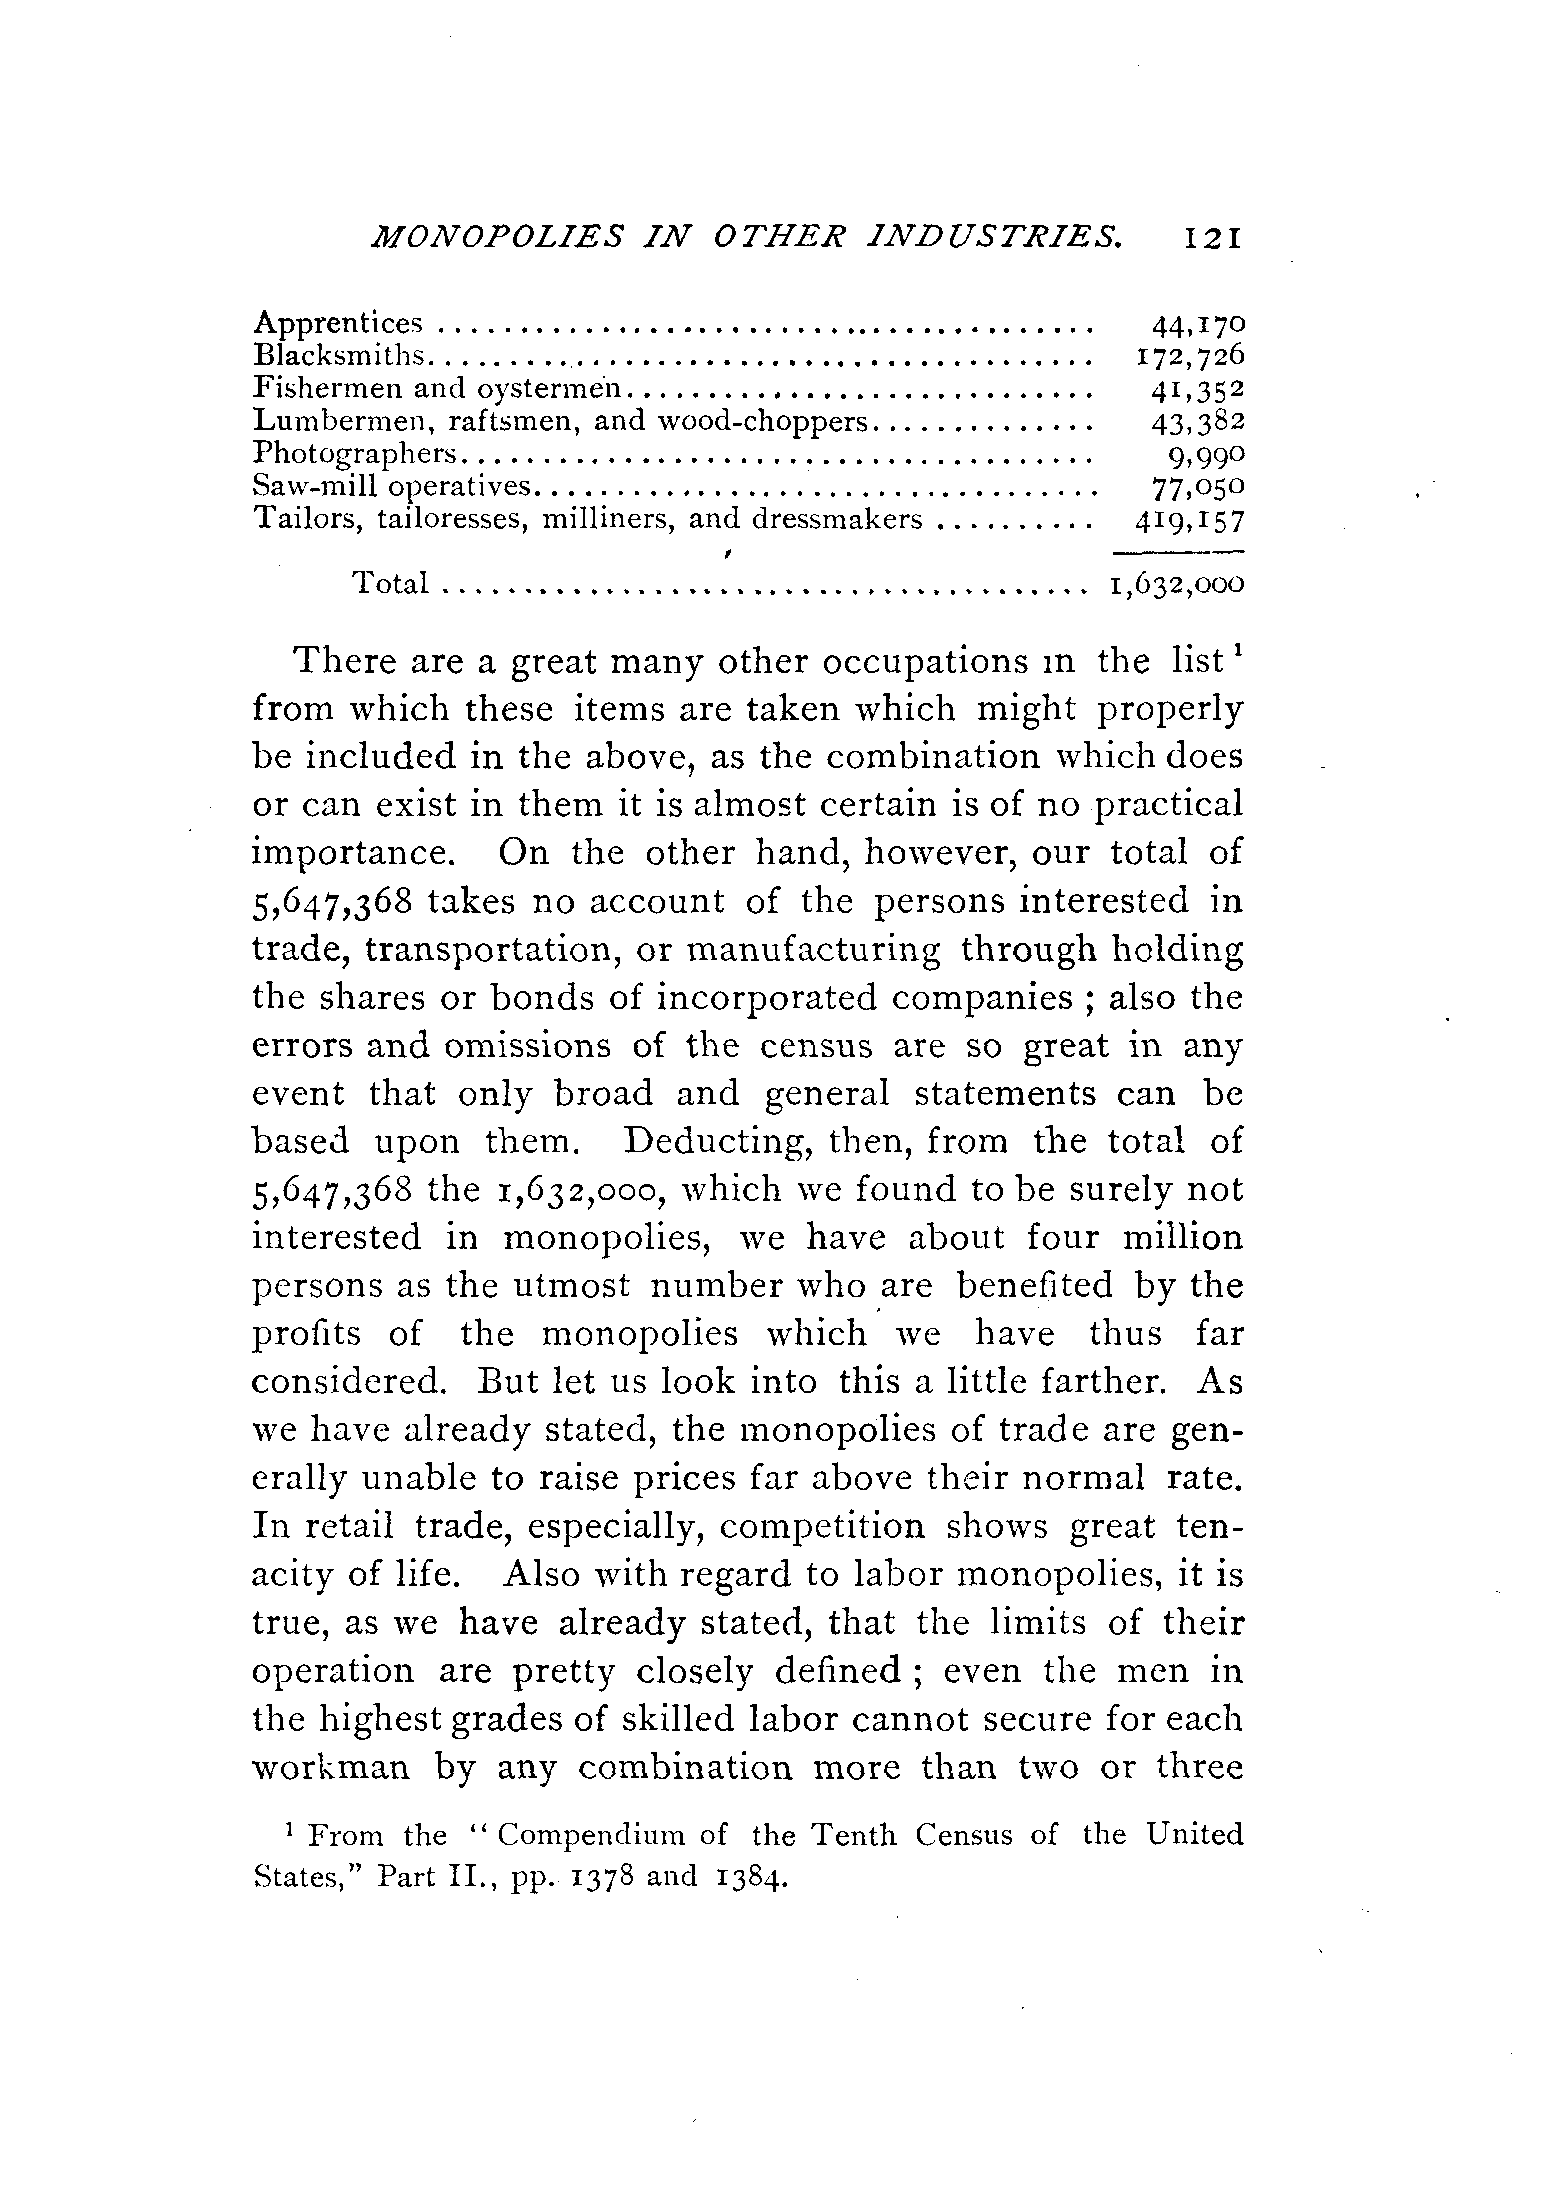 MONOPOLIES IN OTHER INDUSTRIES. 121
Apprentices ........................................ 44,170
Blacksmiths........................................ 172,726
Fishermen and oystermen............................ 41,352
Lumbermen, raftsmen, and wood-choppers.............. 43,382
Photographers....................................... 9,990
Saw-mill operatives.................................. 77,050
Tailors, tailoresses, milliners, and dressmakers .......... 419,157
Total ........................................ 1,632,000
There are a great many other occupations in the list ¹
from which these items are taken which might properly
be included in the above, as the combination which does
or can exist in them it is almost certain is of no practical
importance. On the other hand, however, our total of
5,647,368 takes no account of the persons interested in
trade, transportation, or manufacturing through holding
the shares or bonds of incorporated companies ; also the
errors and omissions of the census are so great in any
event that only broad and general statements can be
based upon them. Deducting, then, from the total of
5,647,368 the 1,632,000, which we found to be surely not
interested in monopolies, we have about four million
persons as the utmost number who are benefited by the
profits of the monopolies which we have thus far
considered. But let us look into this a little farther. As
we have already stated, the monopolies of trade are gen-
erally unable to raise prices far above their normal rate.
In retail trade, especially, competition shows great ten-
acity of life. Also with regard to labor monopolies, it is
true, as we have already stated, that the limits of their
operation are pretty closely defined ; even the men in
the highest grades of skilled labor cannot secure for each
workman by any combination more than two or three
¹ From the “ Compendium of the Tenth Census of the United
States,” Part II., pp. 1378 and 1384.